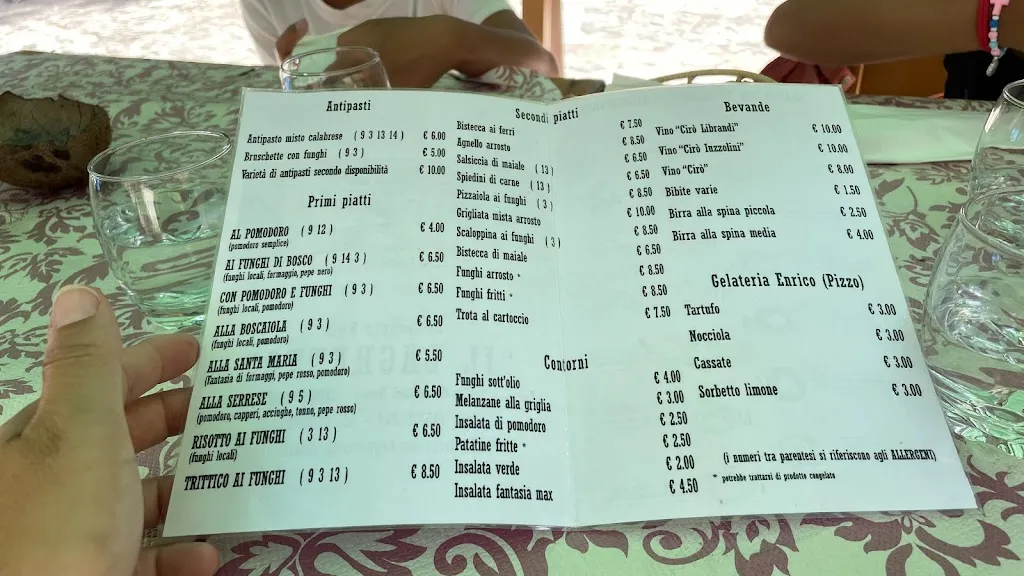 Antipasti
Antipasto misto calabrese ( 9 3 13 14 ) € 6.00
Bruschette con funghi ( 9 3 ) € 5.00
Varietà di antipasti secondo disponibilità € 10.00
Primi piatti
AL POMODORO ( 9 12 ) € 4.00
(pomodoro semplice)
AI FUNGHI DI BOSCO ( 9 14 3 ) € 6.50
(funghi locali, formaggio, pepe nero)
CON POMODORO E FUNGHI ( 9 3 ) € 6.50
(funghi locali, pomodoro)
ALLA BOSCAIOLA ( 9 3 ) € 6.50
(funghi locali, pomodoro)
ALLA SANTA MARIA ( 9 3 ) € 5.50
(Fantasia di formaggi, pepe rosso, pomodoro)
ALLA SERRESE ( 9 5 ) € 6.50
(pomodoro, capperi, acciughe, tonno, pepe rosso)
RISOTTO AI FUNGHI ( 3 13 ) € 6.50
(funghi locali)
TRITTICO AI FUNGHI ( 9 3 13 ) € 8.50
Secondi piatti
Bistecca ai ferri € 7.50
Agnello arrosto € 8.50
Salsiccia di maiale ( 13 ) € 6.50
Spiedini di carne ( 13 ) € 6.50
Pizzaiola ai funghi ( 3 ) € 8.50
Grigliata mista arrosto € 10.00
Scaloppina ai funghi ( 3 ) € 8.50
Bistecca di maiale € 6.50
Funghi arrosto * € 8.50
Funghi fritti * € 8.50
Trota al cartoccio € 7.50
Contorni
Funghi sott'olio € 4.00
Melanzane alla griglia € 3.00
Insalata di pomodoro € 2.50
Patatine fritte * € 2.50
Insalata verde € 2.00
Insalata fantasia max € 4.50
Bevande
Vino "Cirò Librandi" € 10.00
Vino "Cirò Iuzzolini" € 10.00
Vino "Cirò" € 8.00
Bibite varie € 1.50
Birra alla spina piccola € 2.50
Birra alla spina media € 4.00
Gelateria Enrico (Pizzo)
Tartufo € 3.00
Nocciola € 3.00
Cassate € 3.00
Sorbetto limone € 3.00
(i numeri tra parentesi si riferiscono agli ALLERGENI)
* potrebbe trattarsi di prodotto congelato